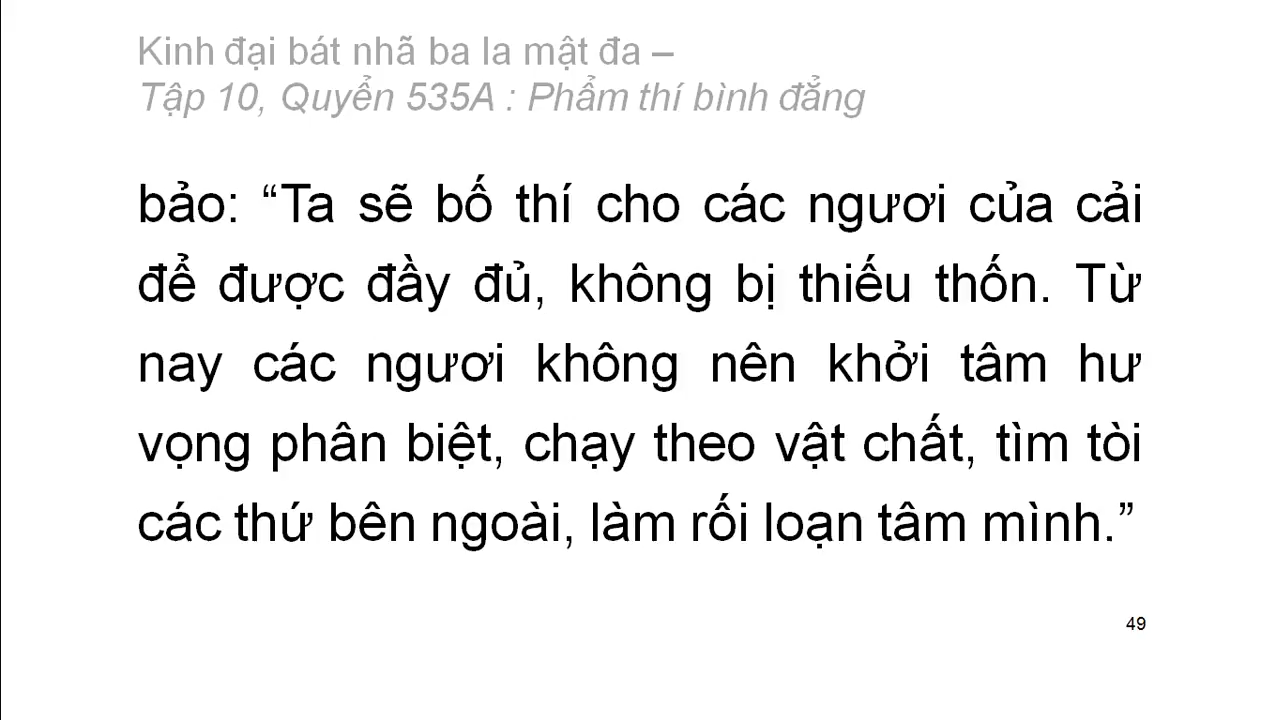 Kinh đại bát nhã ba la mật đa –
Tập 10, Quyển 535A : Phẩm thí bình đẳng
bảo: “Ta sẽ bố thí cho các ngươi của cải
để được đầy đủ, không bị thiếu thốn. Từ
nay các ngươi không nên khởi tâm hư
vọng phân biệt, chạy theo vật chất, tìm tòi
các thứ bên ngoài, làm rối loạn tâm mình.”
49